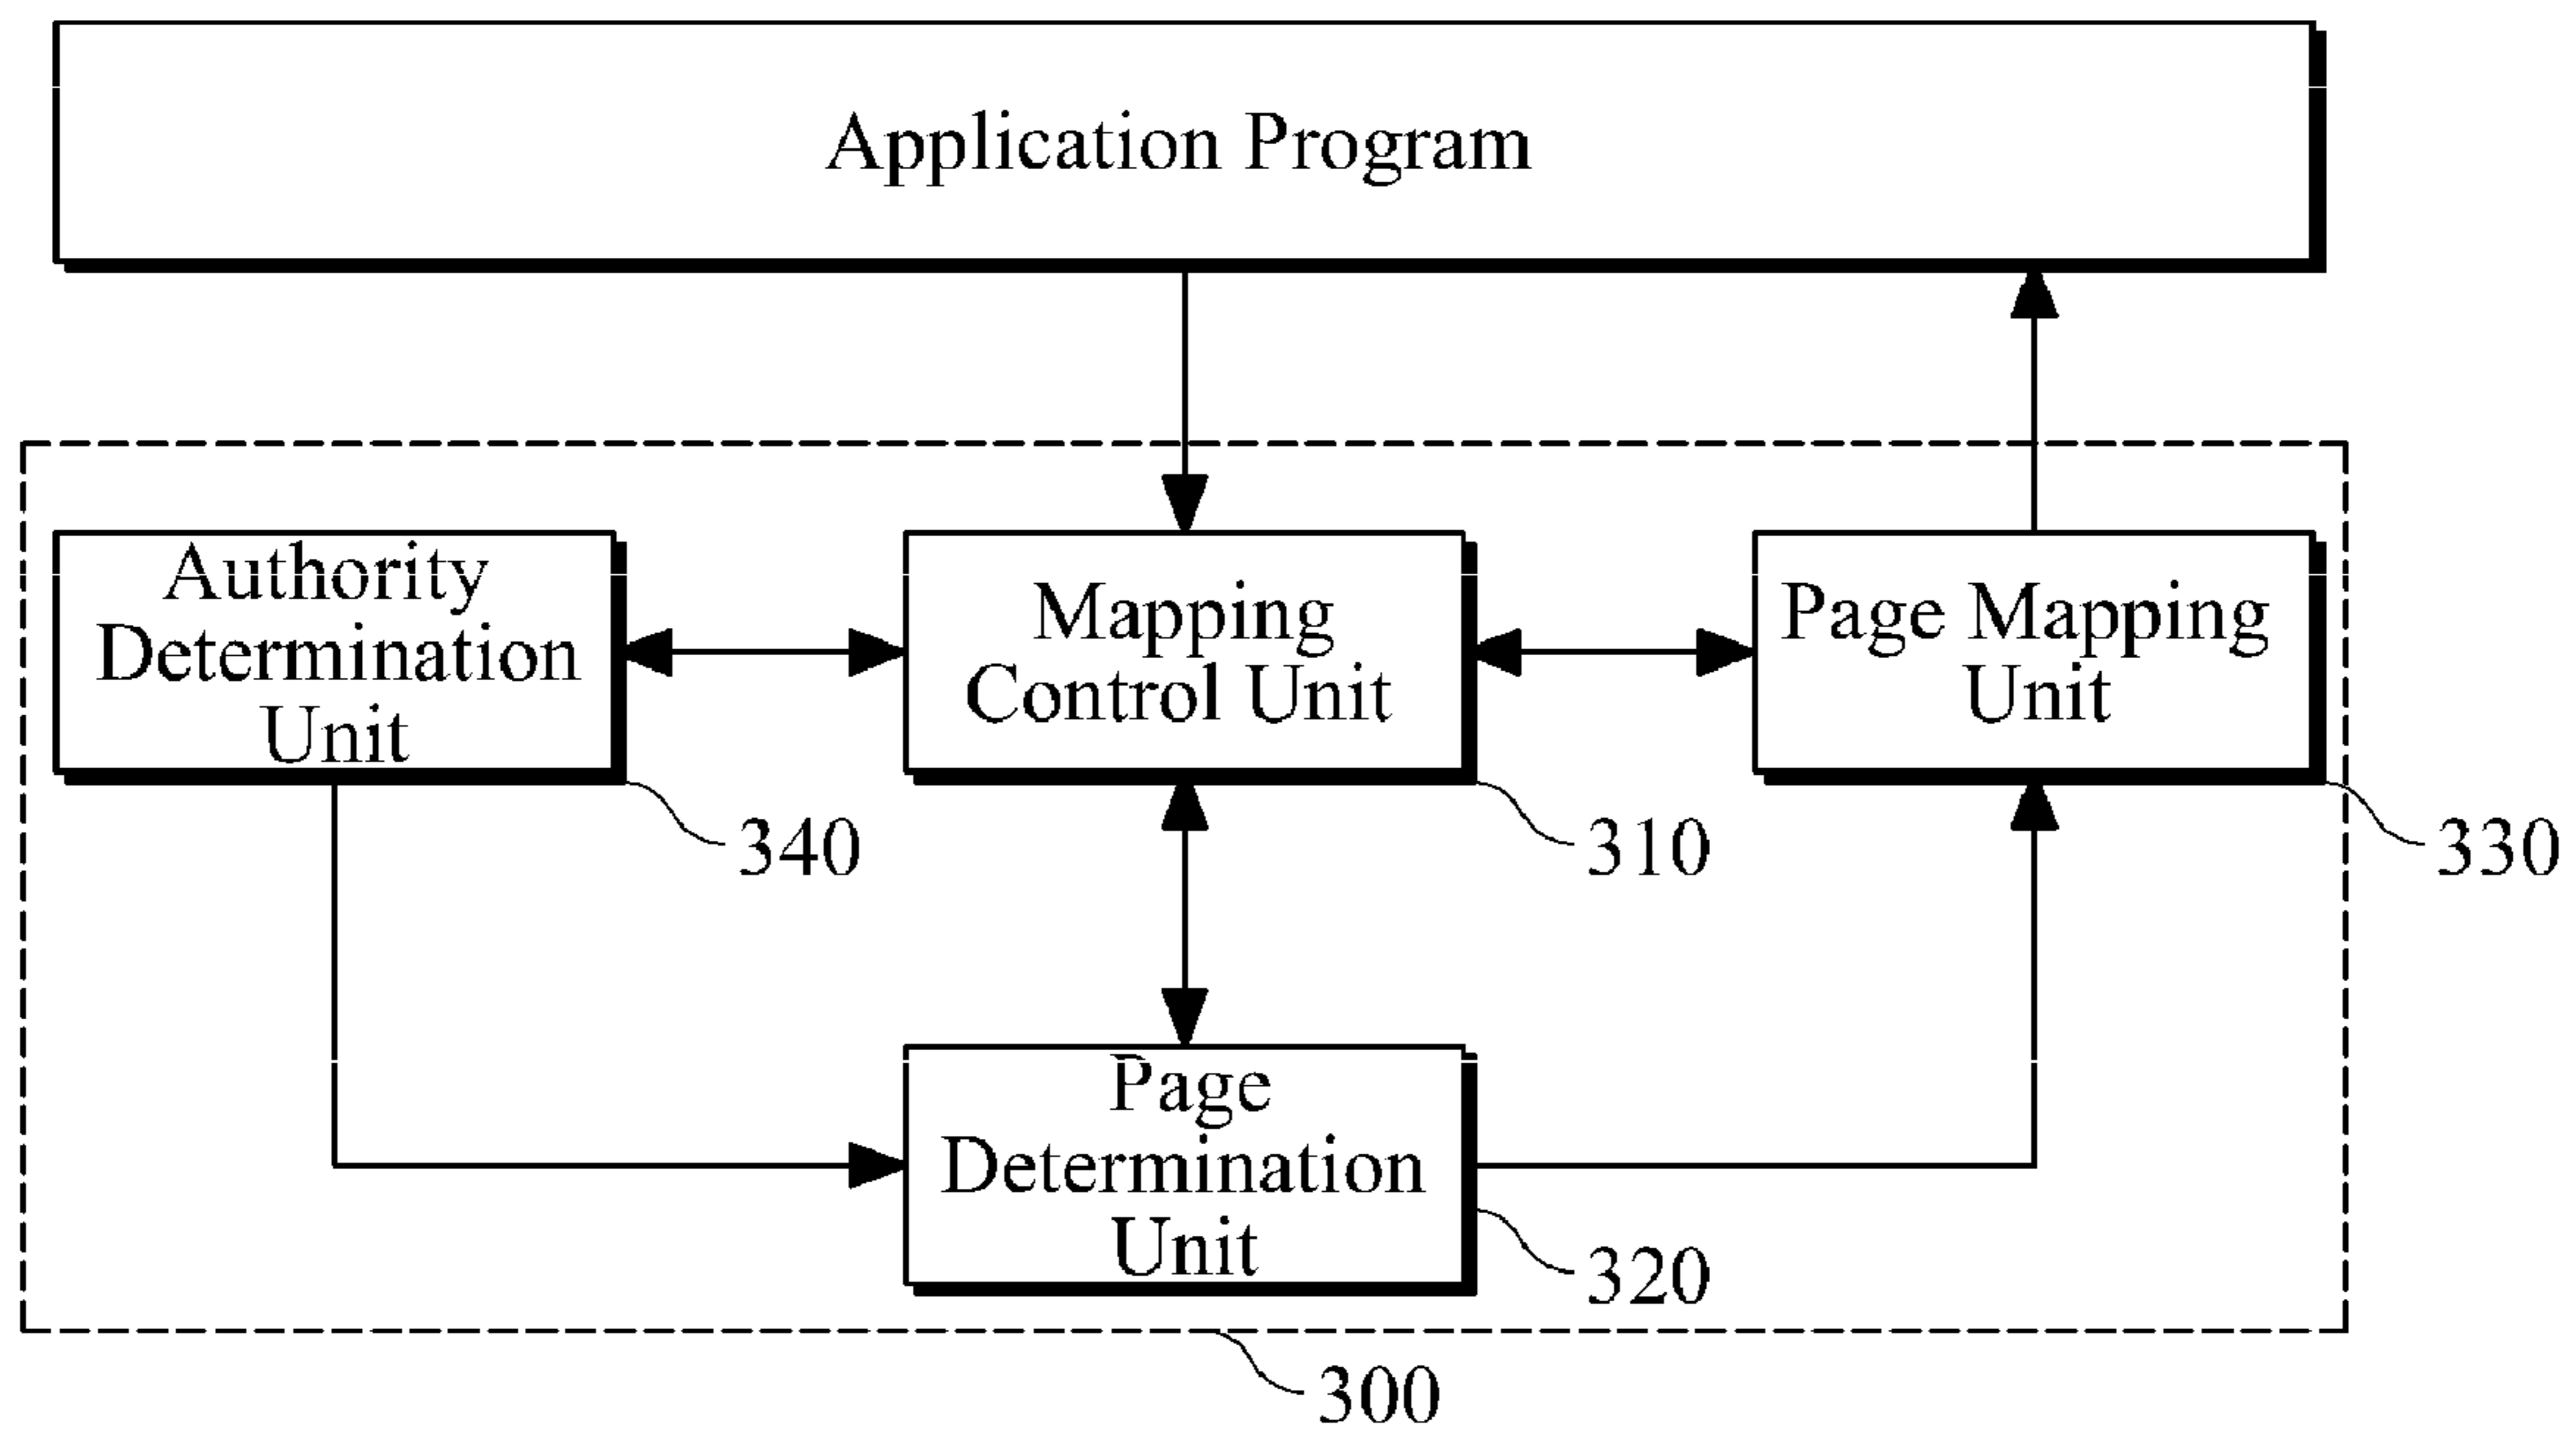 Application Program
Authority
Determination
Unit
340
Mapping
Control Unit
310
Page Mapping
Unit
330
Page
Determination
Unit
320
300